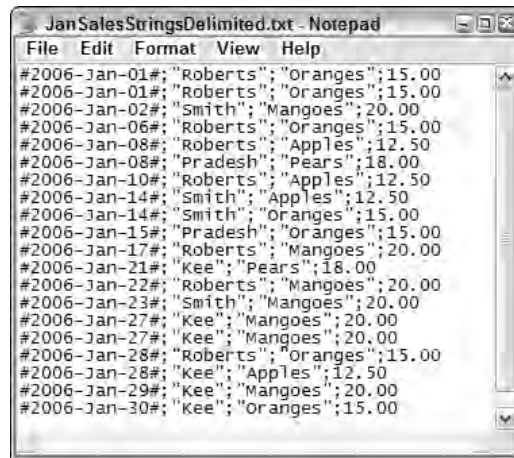 JanSalesStringsDelimited.txt - Notepad
File Edit Format View Help
#2006-Jan-01#;"Roberts";"Oranges";15.00
#2006-Jan-01#;"Roberts";"Oranges";15.00
#2006-Jan-02#;"Smith";"Mangoes";20.00
#2006-Jan-06#;"Roberts";"Oranges";15.00
#2006-Jan-08#;"Roberts";"Apples";12.50
#2006-Jan-08#;"Pradesh";"Pears";18.00
#2006-Jan-10#;"Roberts";"Apples";12.50
#2006-Jan-14#;"Smith";"Apples";12.50
#2006-Jan-14#;"Smith";"Oranges";15.00
#2006-Jan-15#;"Pradesh";"Oranges";15.00
#2006-Jan-17#;"Roberts";"Mangoes";20.00
#2006-Jan-21#;"Kee";"Pears";18.00
#2006-Jan-22#;"Roberts";"Mangoes";20.00
#2006-Jan-23#;"Smith";"Mangoes";20.00
#2006-Jan-27#;"Kee";"Mangoes";20.00
#2006-Jan-27#;"Kee";"Mangoes";20.00
#2006-Jan-28#;"Roberts";"Oranges";15.00
#2006-Jan-28#;"Kee";"Apples";12.50
#2006-Jan-29#;"Kee";"Mangoes";20.00
#2006-Jan-30#;"Kee";"Oranges";15.00